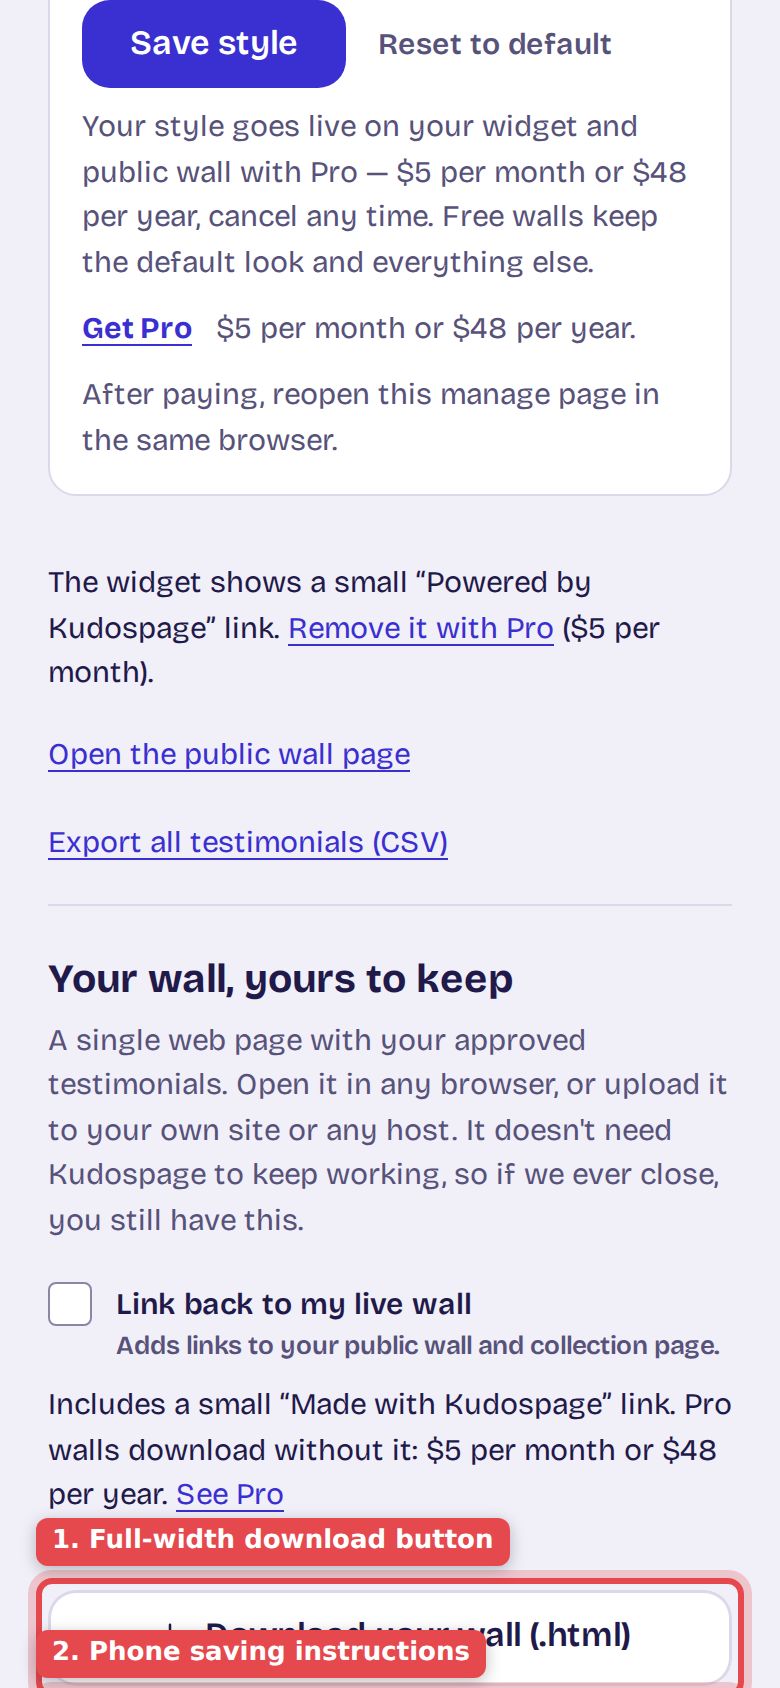 Save style
Reset to default
Your style goes live on your widget and
public wall with Pro — $5 per month or $48
per year, cancel any time. Free walls keep
the default look and everything else.
Get Pro $5 per month or $48 per year.
After paying, reopen this manage page in
the same browser.
The widget shows a small “Powered by
Kudospage” link. Remove it with Pro ($5 per
month).
Open the public wall page
Export all testimonials (CSV)
Your wall, yours to keep
A single web page with your approved
testimonials. Open it in any browser, or upload it
to your own site or any host. It doesn't need
Kudospage to keep working, so if we ever close,
you still have this.
Link back to my live wall
Adds links to your public wall and collection page.
Includes a small “Made with Kudospage” link. Pro
walls download without it: $5 per month or $48
per year. See Pro
1. Full-width download button
Download your wall (.html)
2. Phone saving instructions